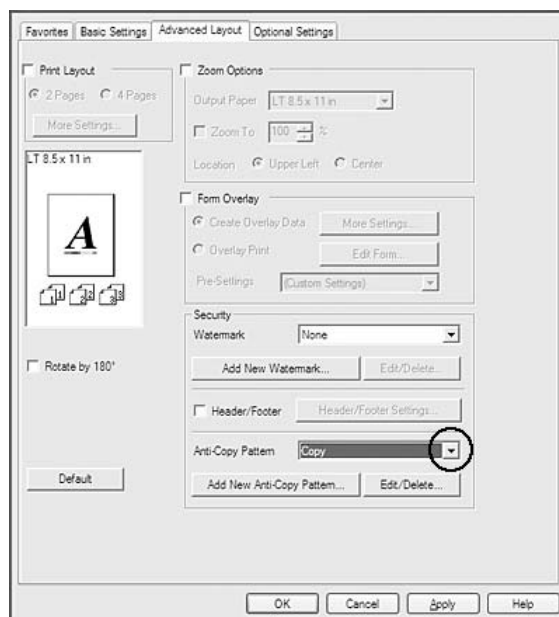 Favorites Basic Settings Advanced Layout Optional Settings
Print Layout
2 Pages 4 Pages
More Settings...
LT 8.5 x 11 in
A
1 2 3
Rotate by 180°
Default
Zoom Options
Output Paper LT 8.5 x 11 in
Zoom To 100 %
Location Upper Left Center
Form Overlay
Create Overlay Data More Settings...
Overlay Print Edit Form...
Pre-Settings (Custom Settings)
Security
Watermark None
Add New Watermark... Edit/Delete...
Header/Footer Header/Footer Settings...
Anti-Copy Pattern Copy
Add New Anti-Copy Pattern... Edit/Delete...
OK Cancel Apply Help